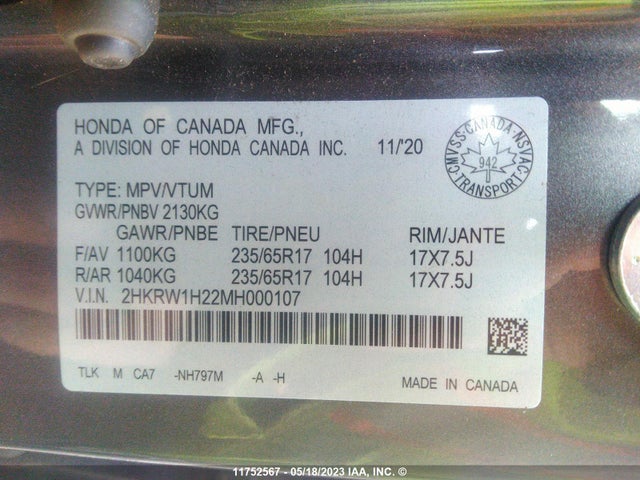 HONDA OF CANADA MFG.,
A DIVISION OF HONDA CANADA INC. 11/'20
CMVSS-CANADA-NSVAC
942
TRANSPORT
TYPE: MPV/VTUM
GVWR/PNBV 2130KG
GAWR/PNBE TIRE/PNEU RIM/JANTE
F/AV 1100KG 235/65R17 104H 17X7.5J
R/AR 1040KG 235/65R17 104H 17X7.5J
V.I.N. 2HKRW1H22MH000107
TLK M CA7 -NH797M -A -H MADE IN CANADA
11752567 - 05/18/2023 IAA, INC. ©